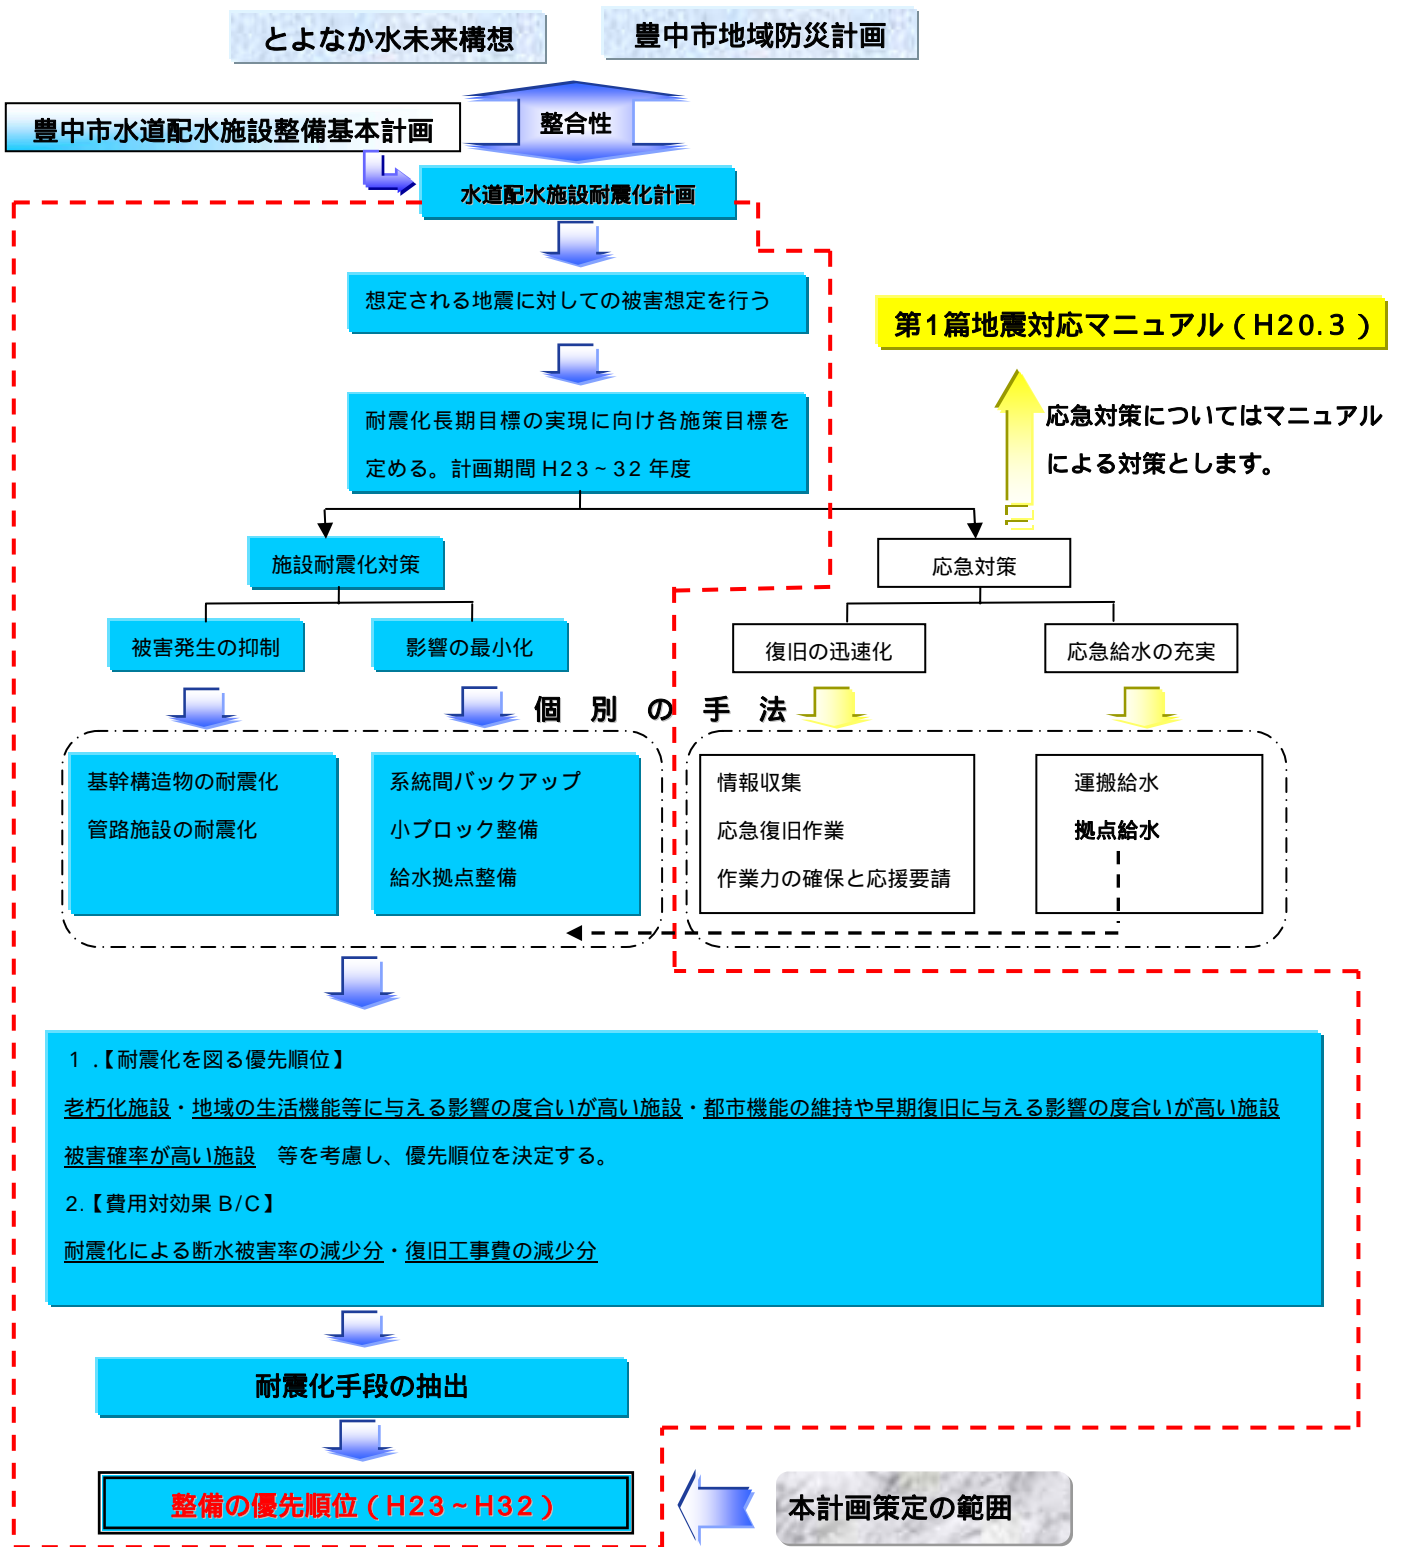 とよなか水未来構想
豊中市地域防災計画
整合性
豊中市水道配水施設整備基本計画
水道配水施設耐震化計画
想定される地震に対しての被害想定を行う
第1篇地震対応マニュアル（H20.3）
耐震化長期目標の実現に向け各施策目標を
定める。計画期間 H23~32 年度
応急対策についてはマニュアル
による対策とします。
施設耐震化対策
応急対策
被害発生の抑制
影響の最小化
復旧の迅速化
応急給水の充実
個 別 の 手 法
基幹構造物の耐震化
管路施設の耐震化
系統間バックアップ
小ブロック整備
給水拠点整備
情報収集
応急復旧作業
作業力の確保と応援要請
運搬給水
拠点給水
1 .【耐震化を図る優先順位】
老朽化施設・地域の生活機能等に与える影響の度合いが高い施設・都市機能の維持や早期復旧に与える影響の度合いが高い施設
被害確率が高い施設　等を考慮し、優先順位を決定する。
2.【費用対効果 B/C】
耐震化による断水被害率の減少分・復旧工事費の減少分
耐震化手段の抽出
整備の優先順位（H23~H32）
本計画策定の範囲